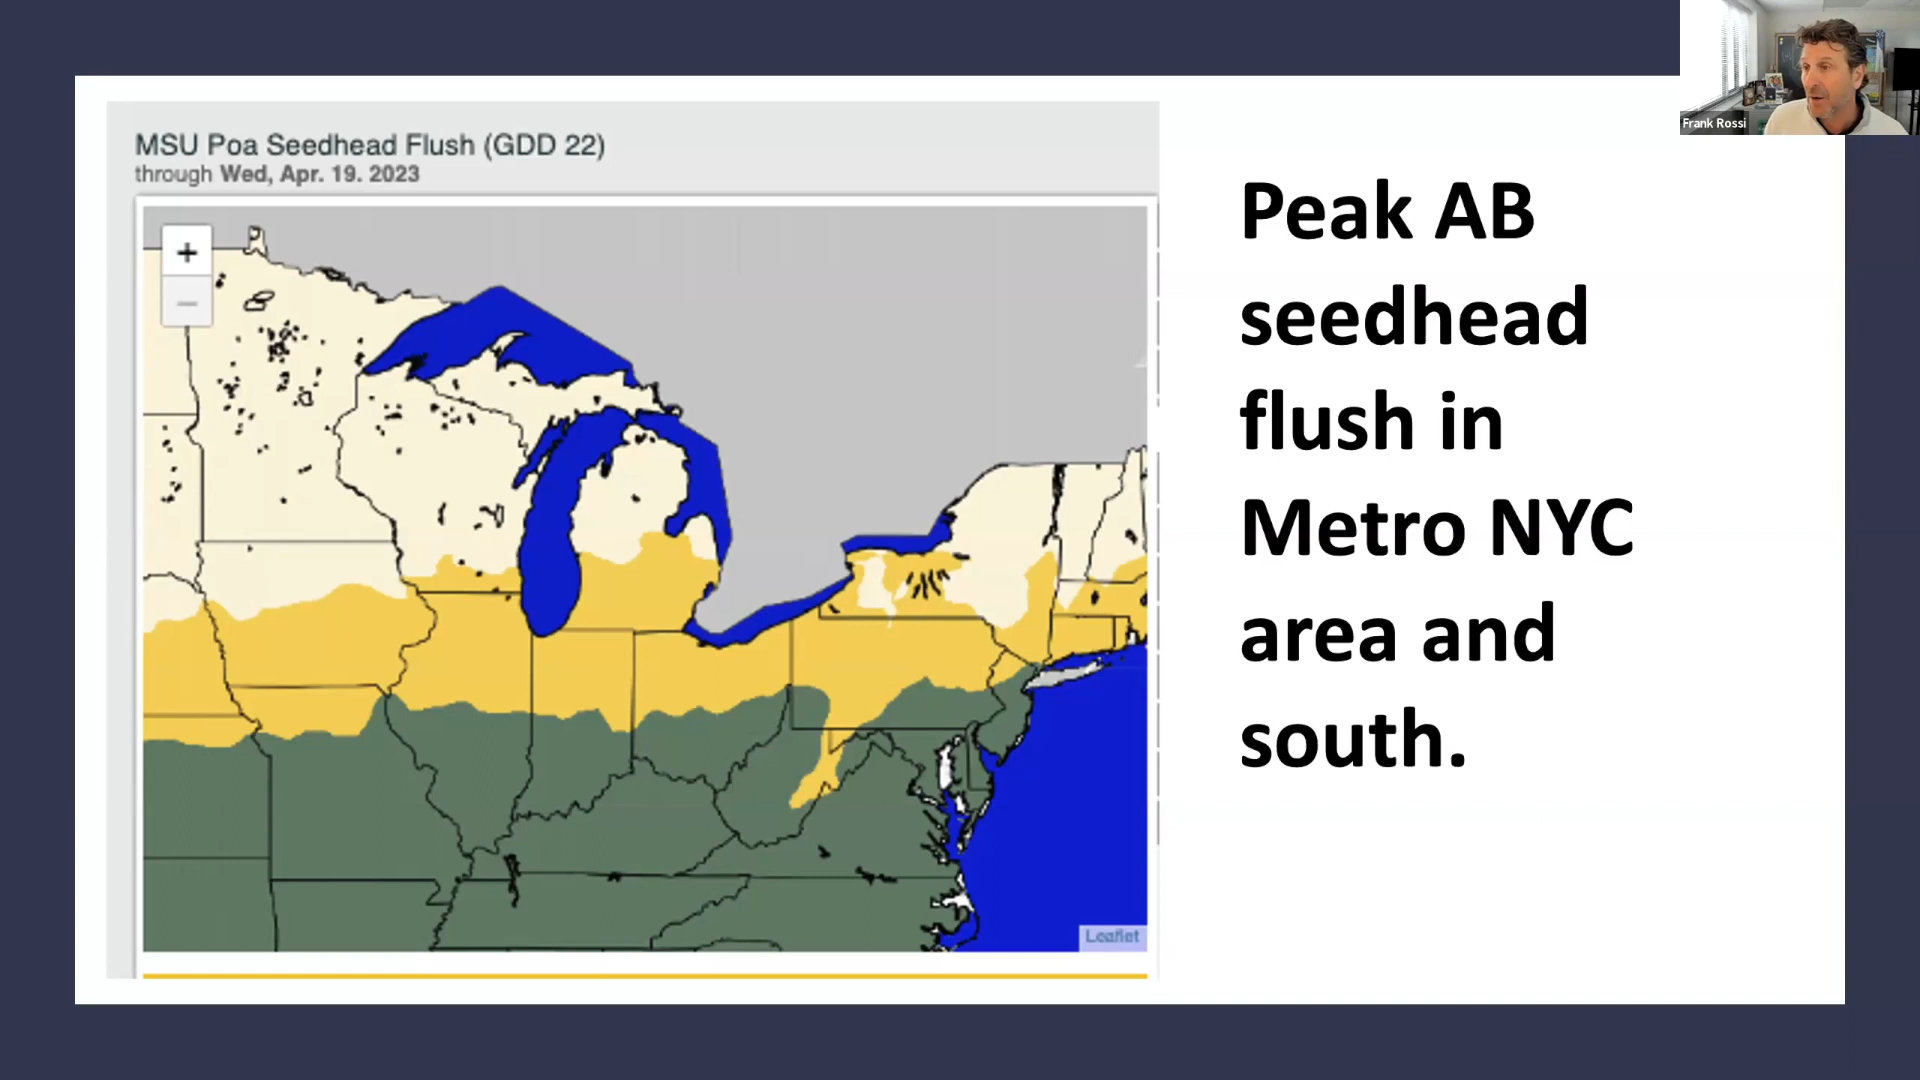 MSU Poa Seedhead Flush (GDD 22)
through Wed, Apr. 19. 2023
+
−
Leaflet
Peak AB
seedhead
flush in
Metro NYC
area and
south.
Frank Rossi